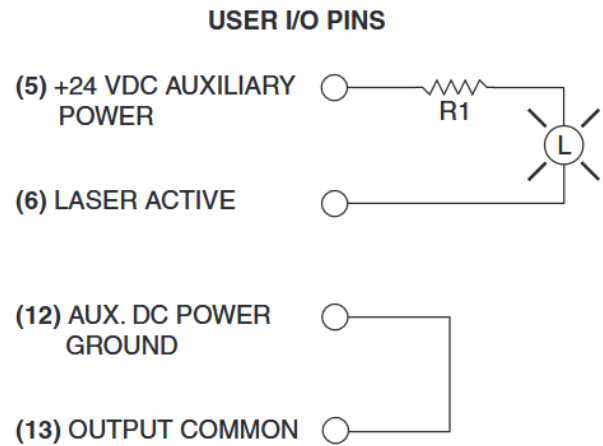 USER I/O PINS
(5) +24 VDC AUXILIARY
POWER
R1
L
(6) LASER ACTIVE
(12) AUX. DC POWER
GROUND
(13) OUTPUT COMMON